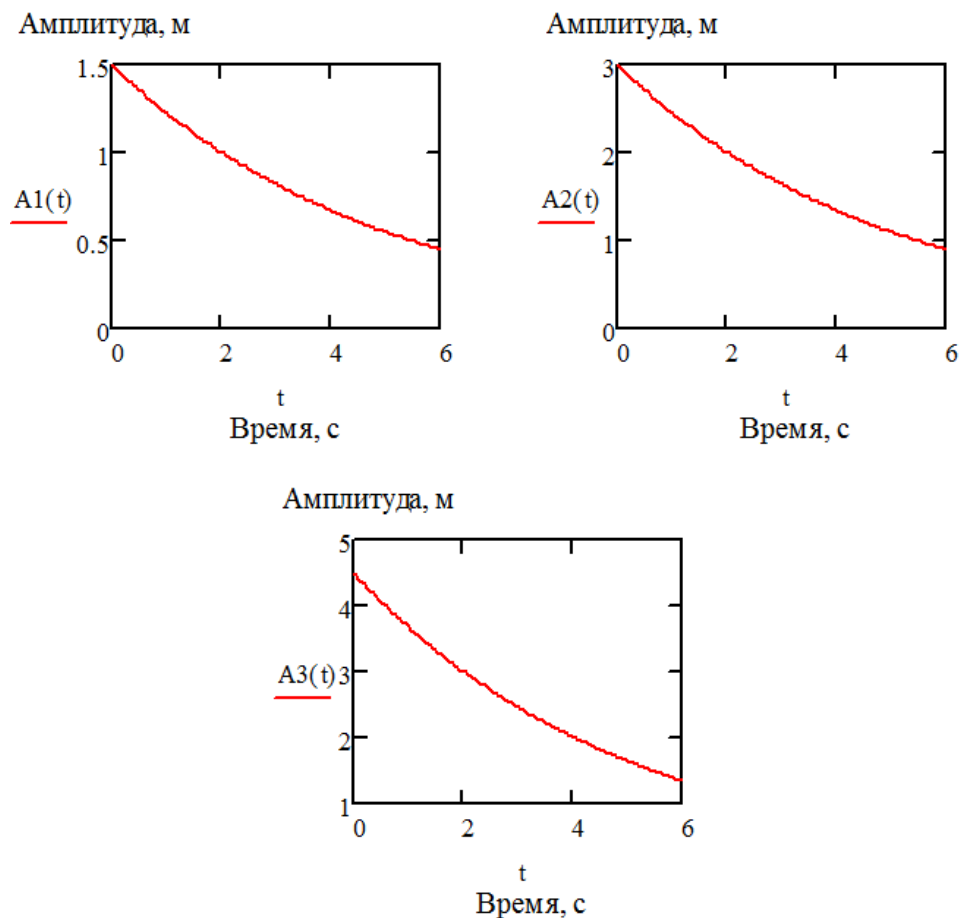 Амплитуда, м
1.5
1
A1(t)
0.5
0
0 2 4 6
t
Время, с
Амплитуда, м
3
2
A2(t)
1
0
0 2 4 6
t
Время, с
Амплитуда, м
5
4
A3(t) 3
2
1
0 2 4 6
t
Время, с